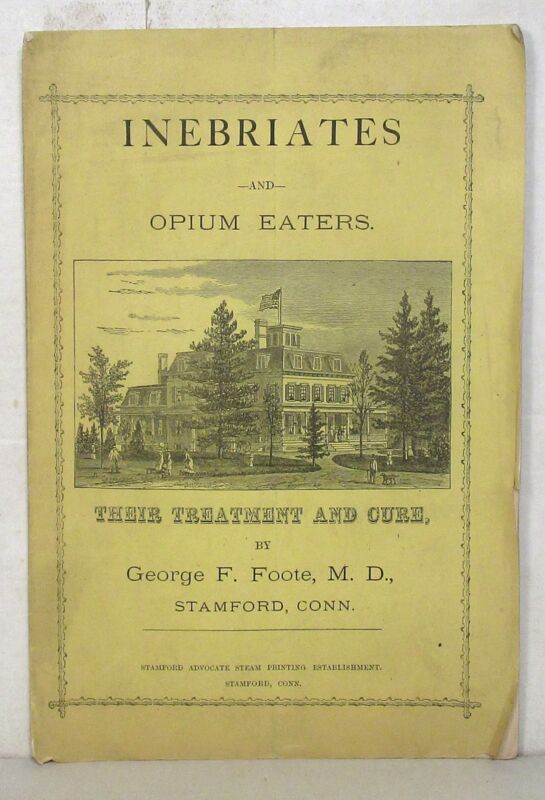 INEBRIATES
—AND—
OPIUM EATERS.
THEIR TREATMENT AND CURE,
BY
George F. Foote, M. D.,
STAMFORD, CONN.
STAMFORD ADVOCATE STEAM PRINTING ESTABLISHMENT.
STAMFORD, CONN.